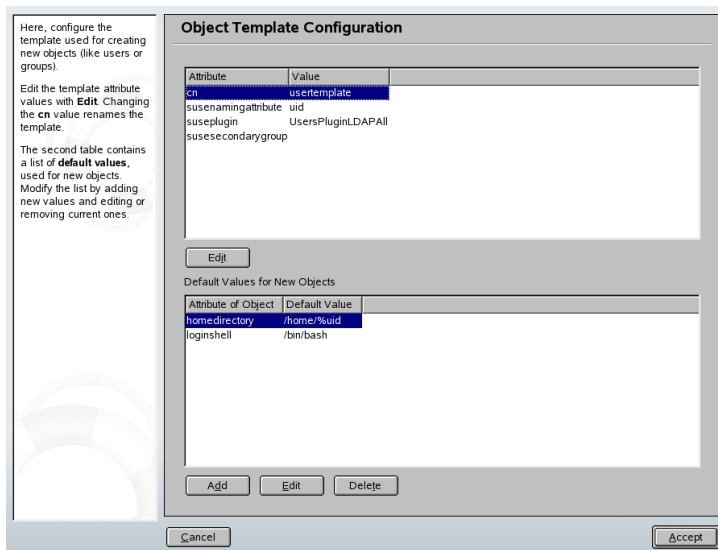 Here, configure the
template used for creating
new objects (like users or
groups).
Edit the template attribute
values with Edit. Changing
the cn value renames the
template.
The second table contains
a list of default values,
used for new objects.
Modify the list by adding
new values and editing or
removing current ones.
Object Template Configuration
Attribute Value
cn usertemplate
susenamingattribute uid
suseplugin UsersPluginLDAPAll
susesecondarygroup
Edit
Default Values for New Objects
Attribute of Object Default Value
homedirectory /home/%uid
loginshell /bin/bash
Add Edit Delete
Cancel Accept